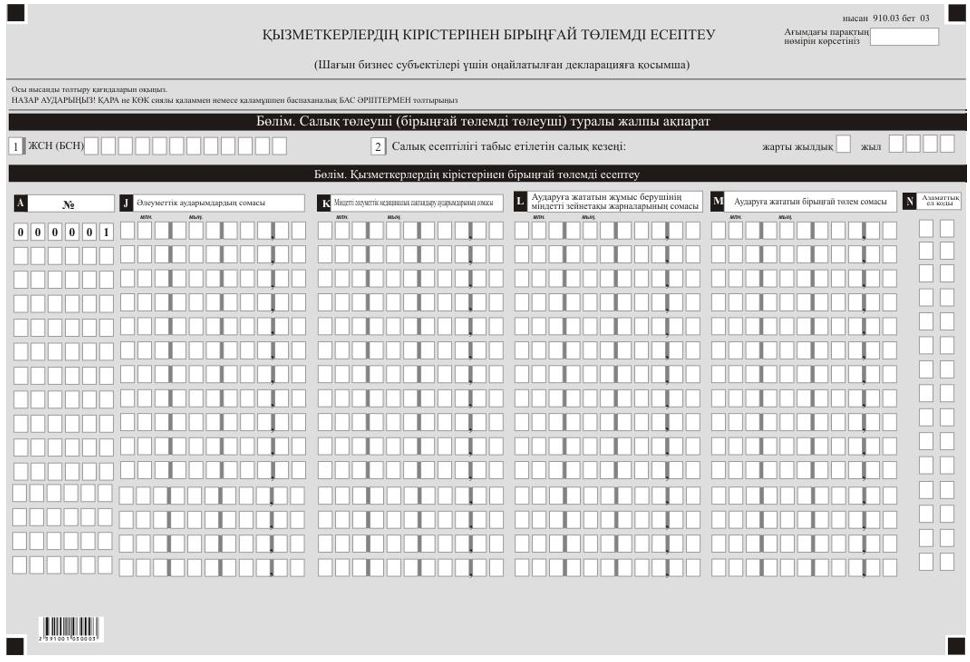 нысан 910.03 бет 03
ҚЫЗМЕТКЕРЛЕРДІҢ КІРІСТЕРІНЕН БІРЫҢҒАЙ ТӨЛЕМДІ ЕСЕПТЕУ
Ағымдағы парақтың
нөмірін көрсетіңіз
(Шағын бизнес субъектілері үшін оңайлатылған декларацияға қосымша)
Осы нысанды толтыру қағидаларын оқыңыз.
НАЗАР АУДАРЫҢЫЗ! ҚАРА не КӨК сиялы қаламмен немесе қаламұшпен баспаханалық БАС ӘРІПТЕРМЕН толтырыңыз
Бөлім. Салық төлеуші (бірыңғай төлемді төлеуші) туралы жалпы ақпарат
1 ЖСН (БСН) 2 Салық есептілігі табыс етілетін салық кезеңі: жарты жылдық жыл
Бөлім. Қызметкерлердің кірістерінен бірыңғай төлемді есептеу
A №
J Әлеуметтік аударымдардың сомасы
K Міндетті әлеуметтік медициналық сақтандыру аударымдарының сомасы
L Аударуға жататын жұмыс берушінің
міндетті зейнетақы жарналарының сомасы
M Аударуға жататын бірыңғай төлем сомасы
N Азаматтық
ел коды
млн. мың. млн. мың. млн. мың. млн. мың.
0 0 0 0 0 1